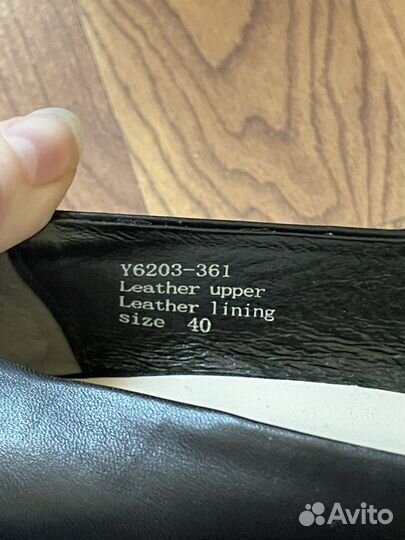 Y6203-361
Leather upper
Leather lining
size 40
Avito